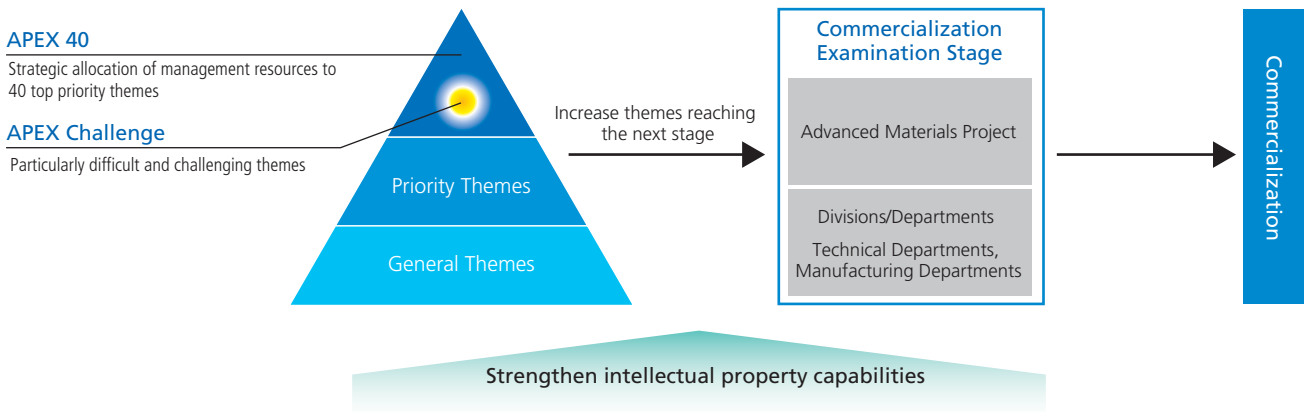 APEX 40
Strategic allocation of management resources to
40 top priority themes
APEX Challenge
Particularly difficult and challenging themes
Priority Themes
General Themes
Increase themes reaching
the next stage
Commercialization
Examination Stage
Advanced Materials Project
Divisions/Departments
Technical Departments,
Manufacturing Departments
Commercialization
Strengthen intellectual property capabilities